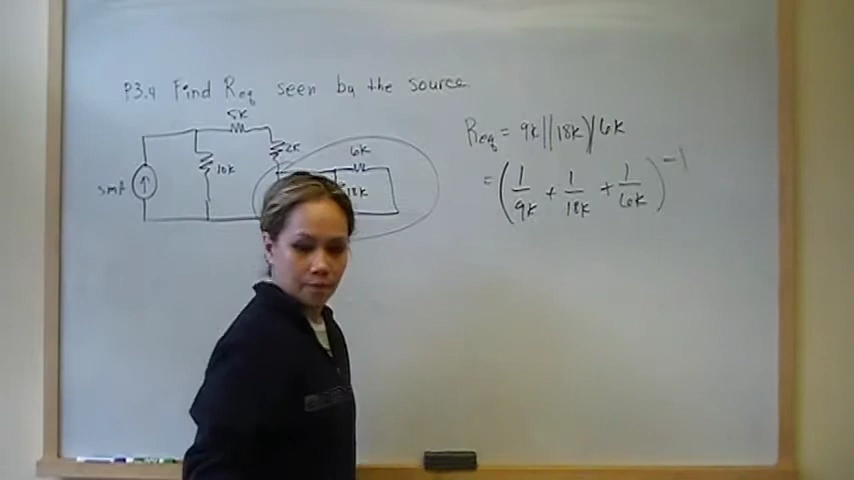 P3.4 Find Req seen by the source
5K
2K
6K
10K
5mA
18K
Req = 9K||18K||6K
= (1/9K + 1/18K + 1/6K)^-1